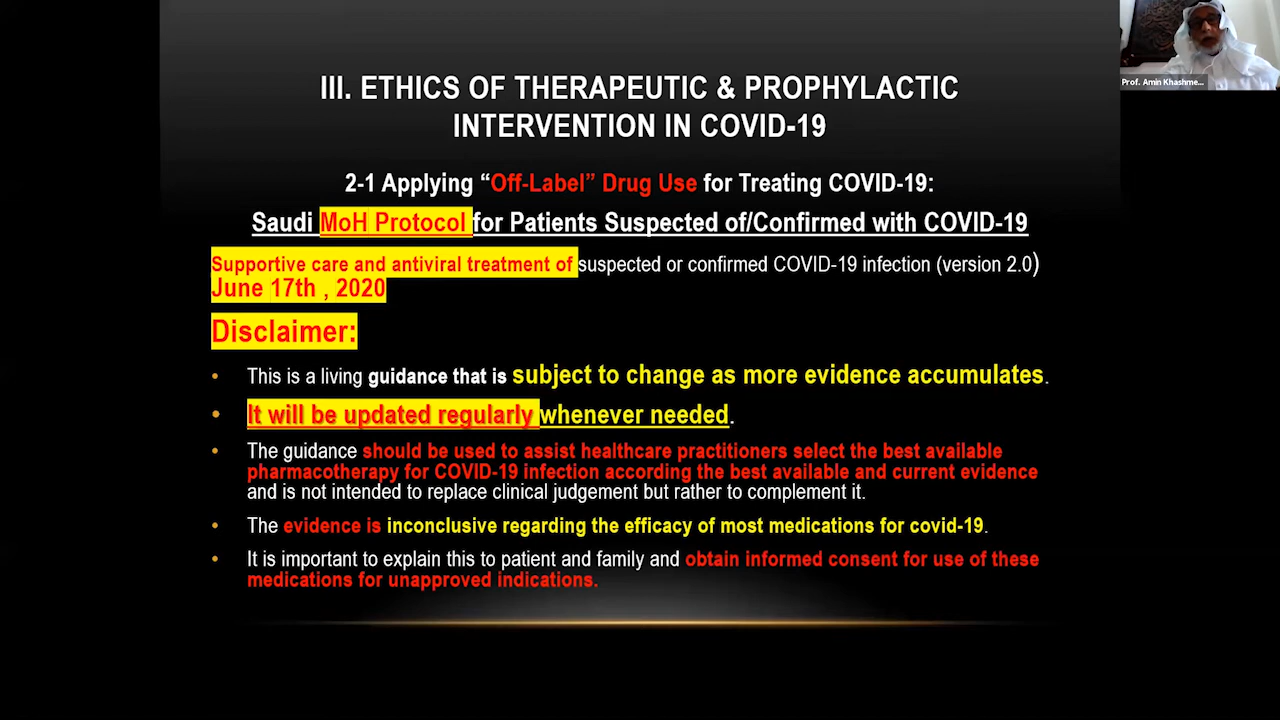 III. ETHICS OF THERAPEUTIC & PROPHYLACTIC
INTERVENTION IN COVID-19
2-1 Applying “Off-Label” Drug Use for Treating COVID-19:
Saudi MoH Protocol for Patients Suspected of/Confirmed with COVID-19
Supportive care and antiviral treatment of suspected or confirmed COVID-19 infection (version 2.0)
June 17th , 2020
Disclaimer:
• This is a living guidance that is subject to change as more evidence accumulates.
• It will be updated regularly whenever needed.
• The guidance should be used to assist healthcare practitioners select the best available
pharmacotherapy for COVID-19 infection according the best available and current evidence
and is not intended to replace clinical judgement but rather to complement it.
• The evidence is inconclusive regarding the efficacy of most medications for covid-19.
• It is important to explain this to patient and family and obtain informed consent for use of these
medications for unapproved indications.
Prof. Amin Khashme...